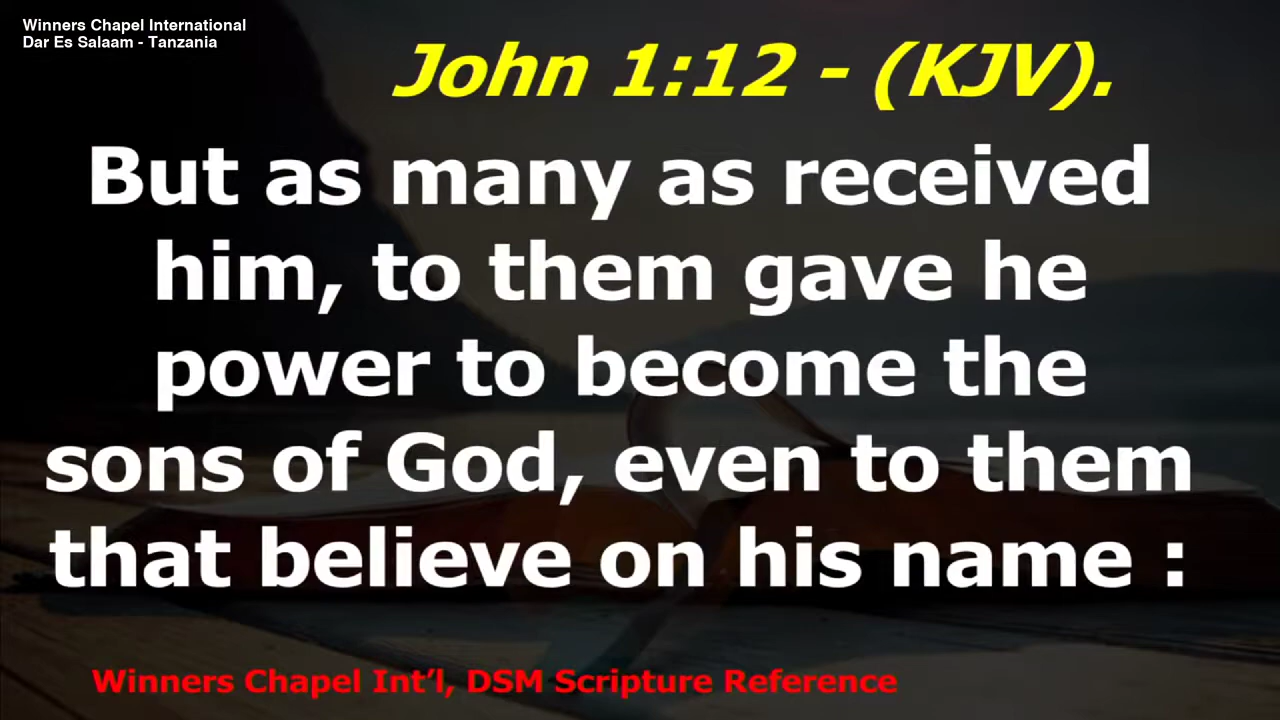 Winners Chapel International
Dar Es Salaam - Tanzania
John 1:12 - (KJV).
But as many as received
him, to them gave he
power to become the
sons of God, even to them
that believe on his name :
Winners Chapel Int’l, DSM Scripture Reference